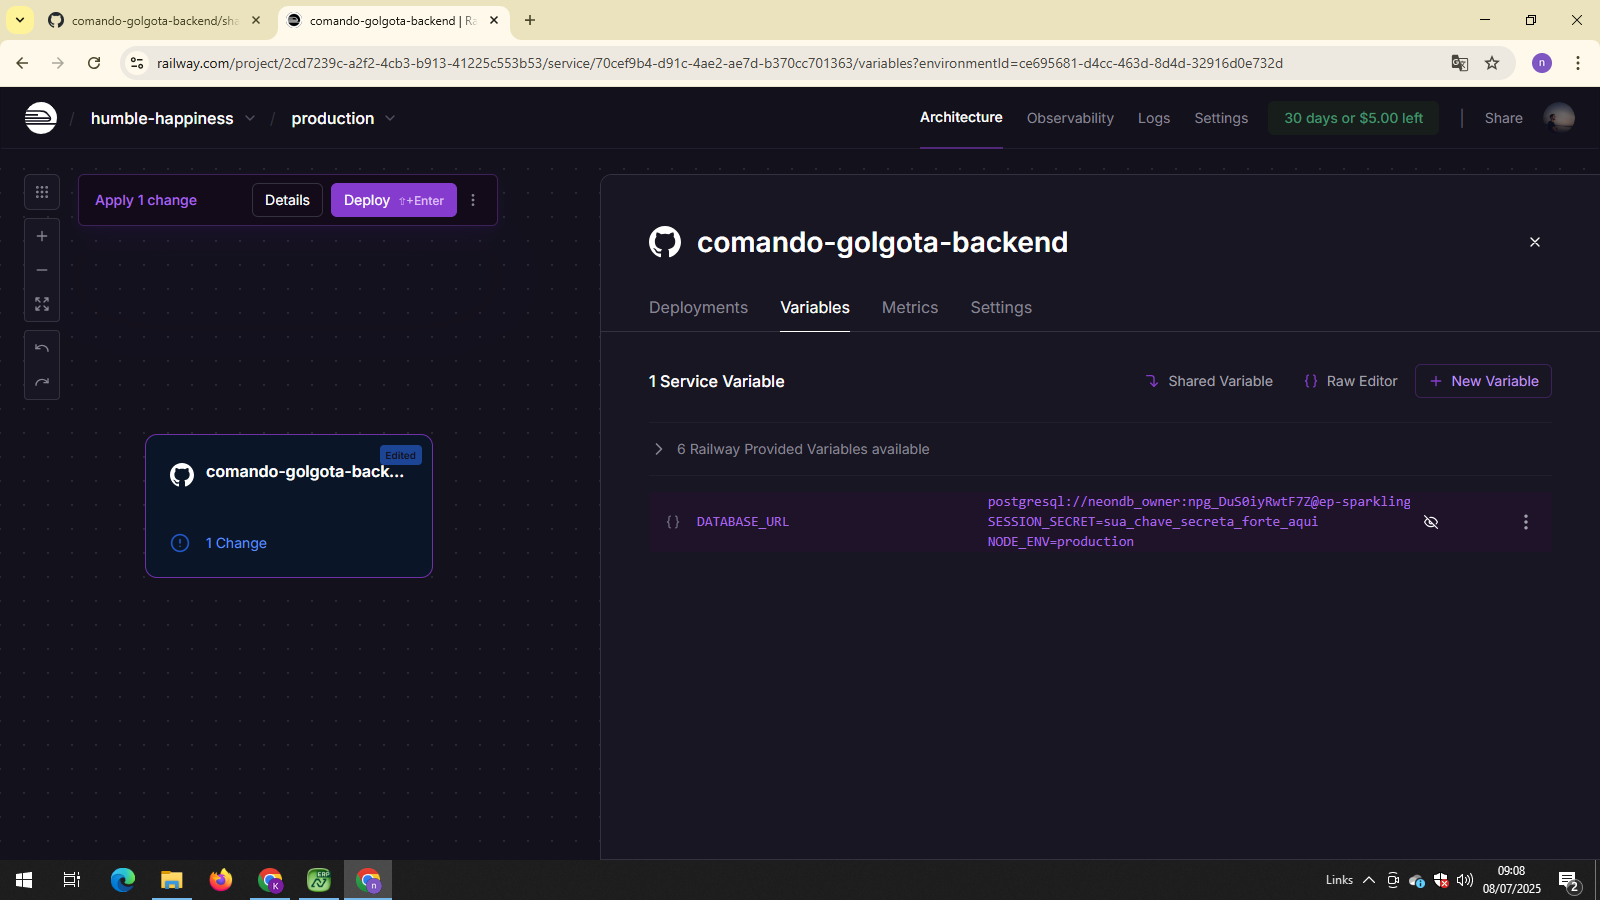 comando-golgota-backend/sha
comando-golgota-backend | Ra
railway.com/project/2cd7239c-a2f2-4cb3-b913-41225c553b53/service/70cef9b4-d91c-4ae2-ae7d-b370cc701363/variables?environmentId=ce695681-d4cc-463d-8d4d-32916d0e732d
n
/ humble-happiness / production
Architecture Observability Logs Settings 30 days or $5.00 left | Share
Apply 1 change Details Deploy ⇧+Enter
comando-golgota-backend
Deployments Variables Metrics Settings
1 Service Variable Shared Variable {} Raw Editor + New Variable
6 Railway Provided Variables available
Edited
comando-golgota-back...
1 Change
{} DATABASE_URL
postgresql://neondb_owner:npg_DuS0iyRwtF7Z@ep-sparkling
SESSION_SECRET=sua_chave_secreta_forte_aqui
NODE_ENV=production
K
ERP
n
Links
09:08
08/07/2025
2